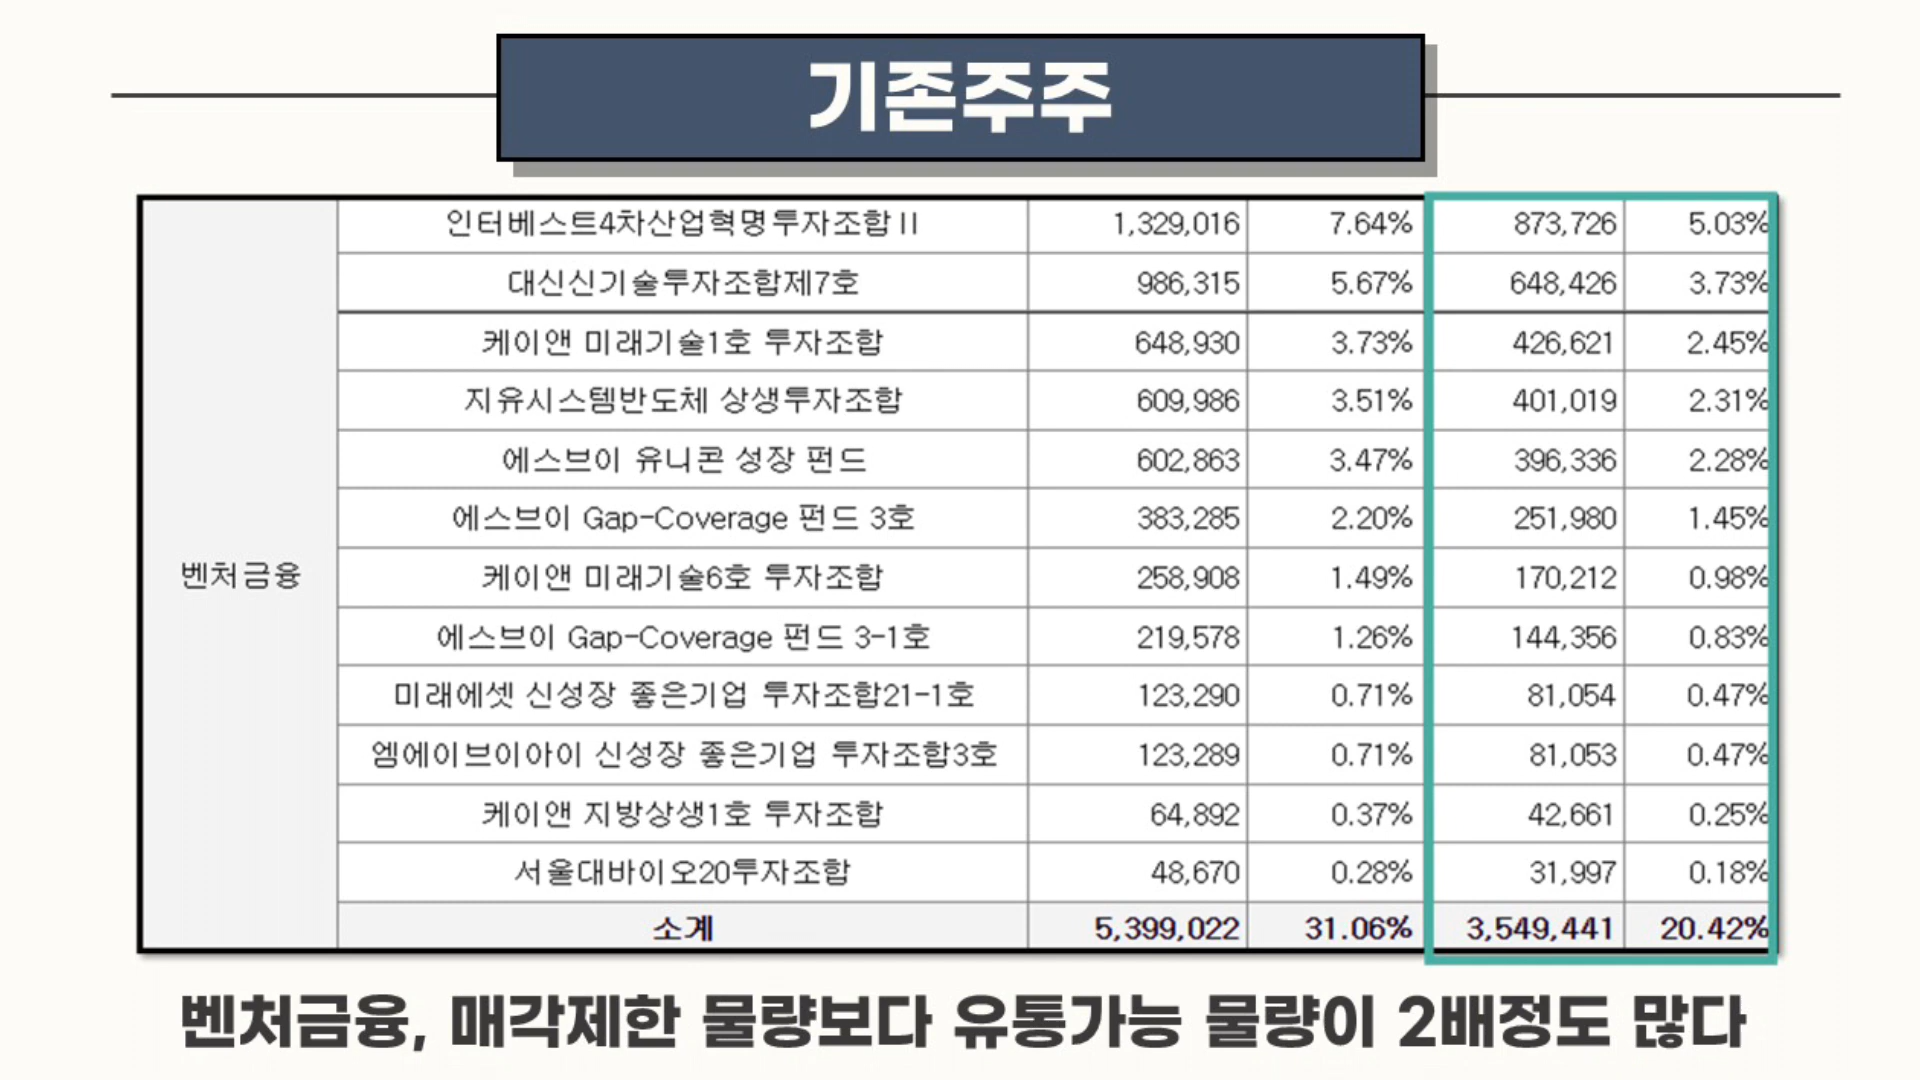 기존주주
인터베스트4차산업혁명투자조합Ⅱ 1,329,016 7.64% 873,726 5.03%
대신신기술투자조합제7호 986,315 5.67% 648,426 3.73%
케이앤 미래기술1호 투자조합 648,930 3.73% 426,621 2.45%
지유시스템반도체 상생투자조합 609,986 3.51% 401,019 2.31%
에스브이 유니콘 성장 펀드 602,863 3.47% 396,336 2.28%
에스브이 Gap-Coverage 펀드 3호 383,285 2.20% 251,980 1.45%
벤처금융 케이앤 미래기술6호 투자조합 258,908 1.49% 170,212 0.98%
에스브이 Gap-Coverage 펀드 3-1호 219,578 1.26% 144,356 0.83%
미래에셋 신성장 좋은기업 투자조합21-1호 123,290 0.71% 81,054 0.47%
엠에이브이아이 신성장 좋은기업 투자조합3호 123,289 0.71% 81,053 0.47%
케이앤 지방상생1호 투자조합 64,892 0.37% 42,661 0.25%
서울대바이오20투자조합 48,670 0.28% 31,997 0.18%
소계 5,399,022 31.06% 3,549,441 20.42%
벤처금융, 매각제한 물량보다 유통가능 물량이 2배정도 많다